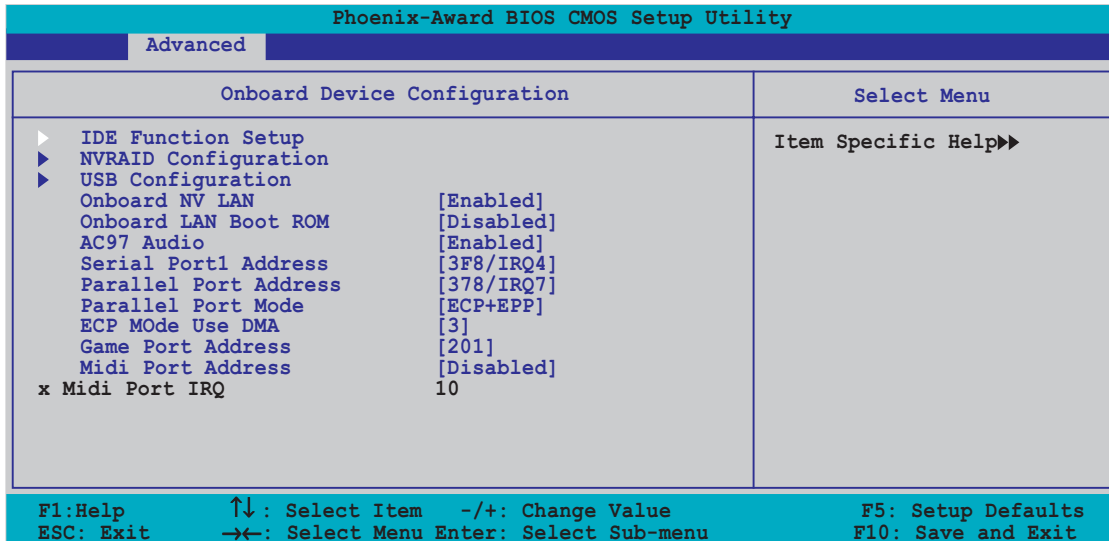 Phoenix-Award BIOS CMOS Setup Utility
Advanced
Onboard Device Configuration
Select Menu
IDE Function Setup
NVRAID Configuration
USB Configuration
Onboard NV LAN [Enabled]
Onboard LAN Boot ROM [Disabled]
AC97 Audio [Enabled]
Serial Port1 Address [3F8/IRQ4]
Parallel Port Address [378/IRQ7]
Parallel Port Mode [ECP+EPP]
ECP MOde Use DMA [3]
Game Port Address [201]
Midi Port Address [Disabled]
x Midi Port IRQ 10
Item Specific Help▶▶
F1:Help ↑↓: Select Item -/+: Change Value F5: Setup Defaults
ESC: Exit →←: Select Menu Enter: Select Sub-menu F10: Save and Exit